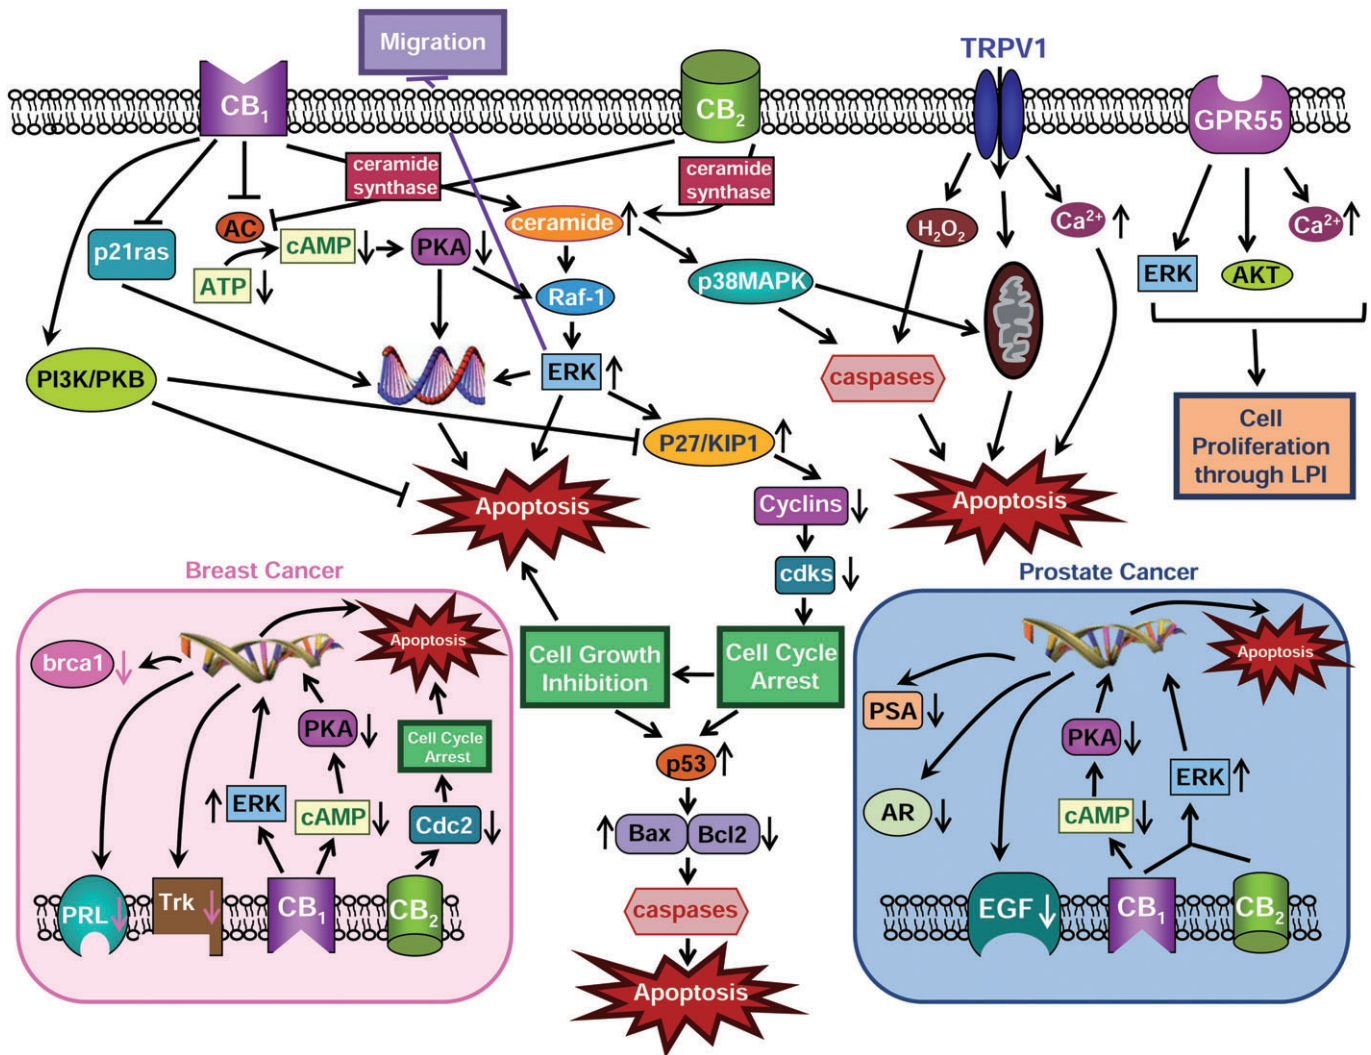 Migration
TRPV1
CB1
CB2
GPR55
ceramide
synthase
ceramide
synthase
AC
ceramide
H2O2
Ca2+
Ca2+
p21ras
cAMP
PKA
ATP
Raf-1
p38MAPK
ERK
AKT
PI3K/PKB
ERK
caspases
P27/KIP1
Cell
Proliferation
through LPI
Apoptosis
Cyclins
Apoptosis
cdks
Breast Cancer
Prostate Cancer
brca1
Apoptosis
Cell Growth
Inhibition
Cell Cycle
Arrest
Apoptosis
PKA
Cell Cycle
Arrest
PSA
PKA
p53
ERK
ERK
cAMP
Cdc2
Bax
Bcl2
AR
cAMP
PRL
Trk
CB1
CB2
caspases
EGF
CB1
CB2
Apoptosis